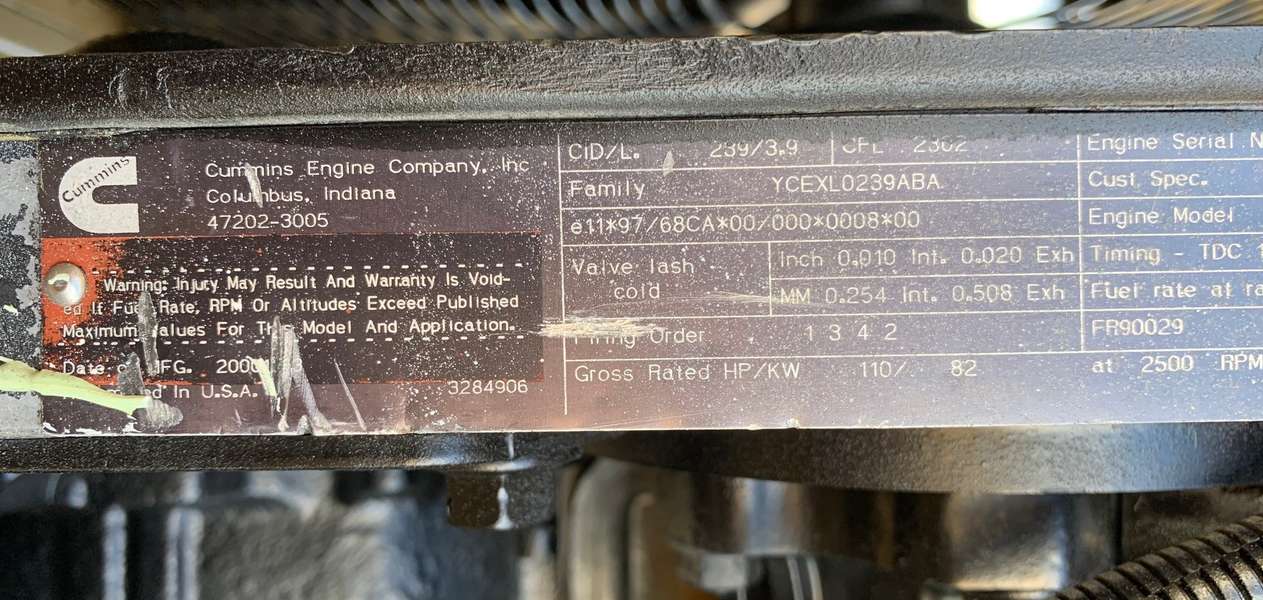 Cummins
Cummins Engine Company, Inc
Columbus, Indiana
47202-3005
Warning: Injury May Result And Warranty Is Void-
ed If Fuel Rate, RPM Or Altitudes Exceed Published
Maximum Values For This Model And Application.
Date of MFG. 2000
In U.S.A.
3284906
CID/L. 239/3.9 CPL 2302 Engine Serial N
Family YCEXL0239ABA Cust Spec.
e11*97/68CA*00/000*0008*00 Engine Model
Valve lash Inch 0.010 Int. 0.020 Exh Timing - TDC
cold MM 0.254 Int. 0.508 Exh Fuel rate at ra
Firing Order 1 3 4 2 FR90029
Gross Rated HP/KW 110/ 82 at 2500 RPM